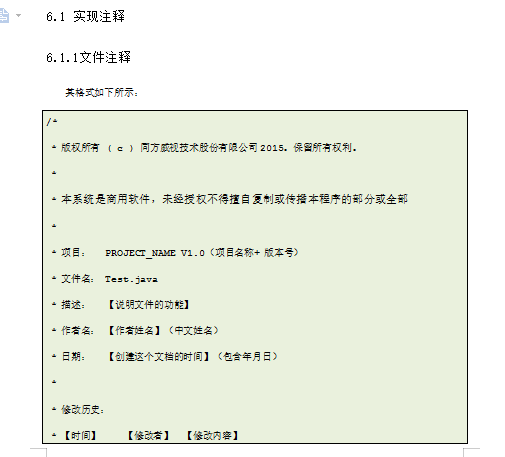 6.1 实现注释
6.1.1文件注释
其格式如下所示：
/*
* 版权所有 ( c ) 同方威视技术股份有限公司2015。保留所有权利。
*
* 本系统是商用软件，未经授权不得擅自复制或传播本程序的部分或全部
*
* 项目： PROJECT_NAME V1.0（项目名称+ 版本号）
* 文件名： Test.java
* 描述： 【说明文件的功能】
* 作者名： 【作者姓名】（中文姓名）
* 日期： 【创建这个文档的时间】（包含年月日）
*
* 修改历史：
* 【时间】 【修改者】 【修改内容】